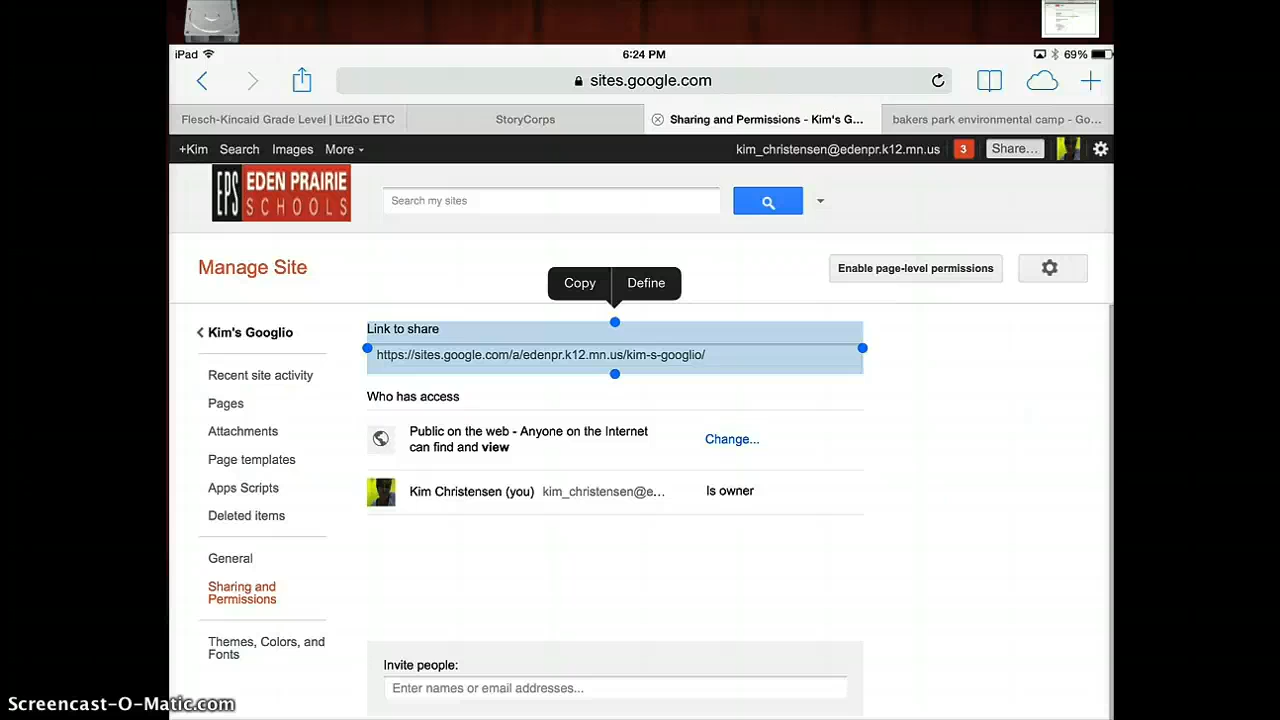 iPad
6:24 PM
69%
sites.google.com
Flesch-Kincaid Grade Level | Lit2Go ETC
StoryCorps
Sharing and Permissions - Kim's G...
bakers park environmental camp - Go...
+Kim Search Images More
kim_christensen@edenpr.k12.mn.us
3
Share...
EPS EDEN PRAIRIE SCHOOLS
Search my sites
Manage Site
Enable page-level permissions
Copy
Define
Kim's Googlio
Recent site activity
Pages
Attachments
Page templates
Apps Scripts
Deleted items
General
Sharing and
Permissions
Themes, Colors, and
Fonts
Link to share
https://sites.google.com/a/edenpr.k12.mn.us/kim-s-googlio/
Who has access
Public on the web - Anyone on the Internet
can find and view
Change...
Kim Christensen (you) kim_christensen@e...
Is owner
Invite people:
Enter names or email addresses...
Screencast-O-Matic.com